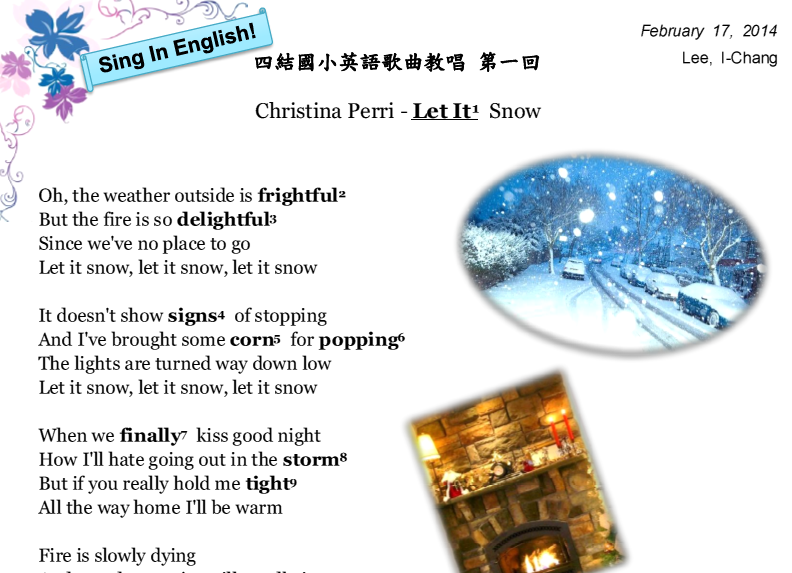 Sing In English!
February 17, 2014
四結國小英語歌曲教唱 第一回
Lee, I-Chang
Christina Perri - Let It¹ Snow
Oh, the weather outside is frightful²
But the fire is so delightful³
Since we've no place to go
Let it snow, let it snow, let it snow
It doesn't show signs⁴ of stopping
And I've brought some corn⁵ for popping⁶
The lights are turned way down low
Let it snow, let it snow, let it snow
When we finally⁷ kiss good night
How I'll hate going out in the storm⁸
But if you really hold me tight⁹
All the way home I'll be warm
Fire is slowly dying